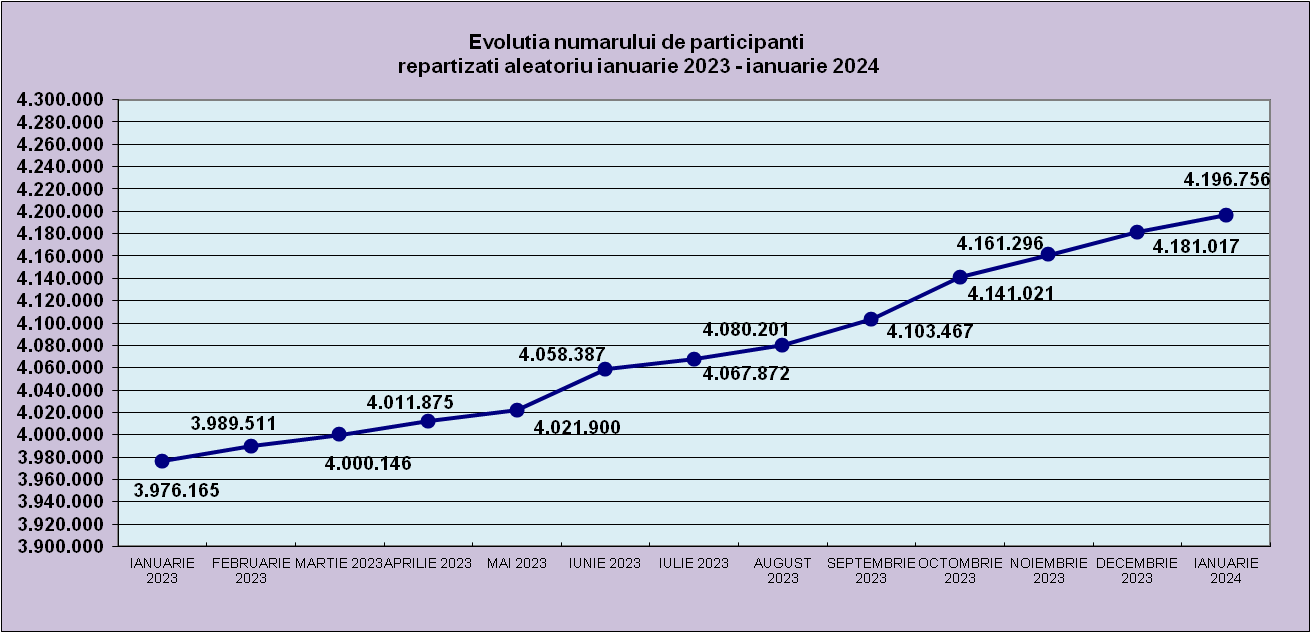 Evolutia numarului de participanti
repartizati aleatoriu ianuarie 2023 - ianuarie 2024
4.300.000
4.280.000
4.260.000
4.240.000
4.220.000
4.200.000
4.180.000
4.160.000
4.140.000
4.120.000
4.100.000
4.080.000
4.060.000
4.040.000
4.020.000
4.000.000
3.980.000
3.960.000
3.940.000
3.920.000
3.900.000
3.976.165
3.989.511
4.000.146
4.011.875
4.021.900
4.058.387
4.067.872
4.080.201
4.103.467
4.141.021
4.161.296
4.181.017
4.196.756
IANUARIE
2023
FEBRUARIE
2023
MARTIE 2023
APRILIE 2023
MAI 2023
IUNIE 2023
IULIE 2023
AUGUST
2023
SEPTEMBRIE
2023
OCTOMBRIE
2023
NOIEMBRIE
2023
DECEMBRIE
2023
IANUARIE
2024